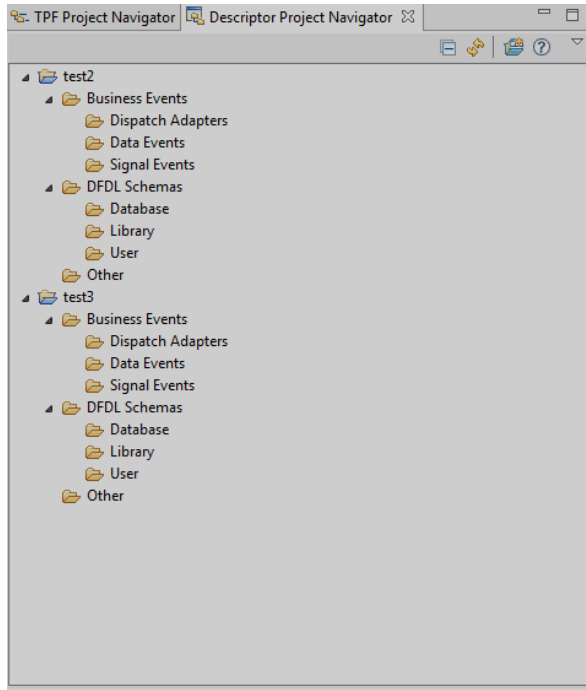 TPF Project Navigator Descriptor Project Navigator
test2
Business Events
Dispatch Adapters
Data Events
Signal Events
DFDL Schemas
Database
Library
User
Other
test3
Business Events
Dispatch Adapters
Data Events
Signal Events
DFDL Schemas
Database
Library
User
Other